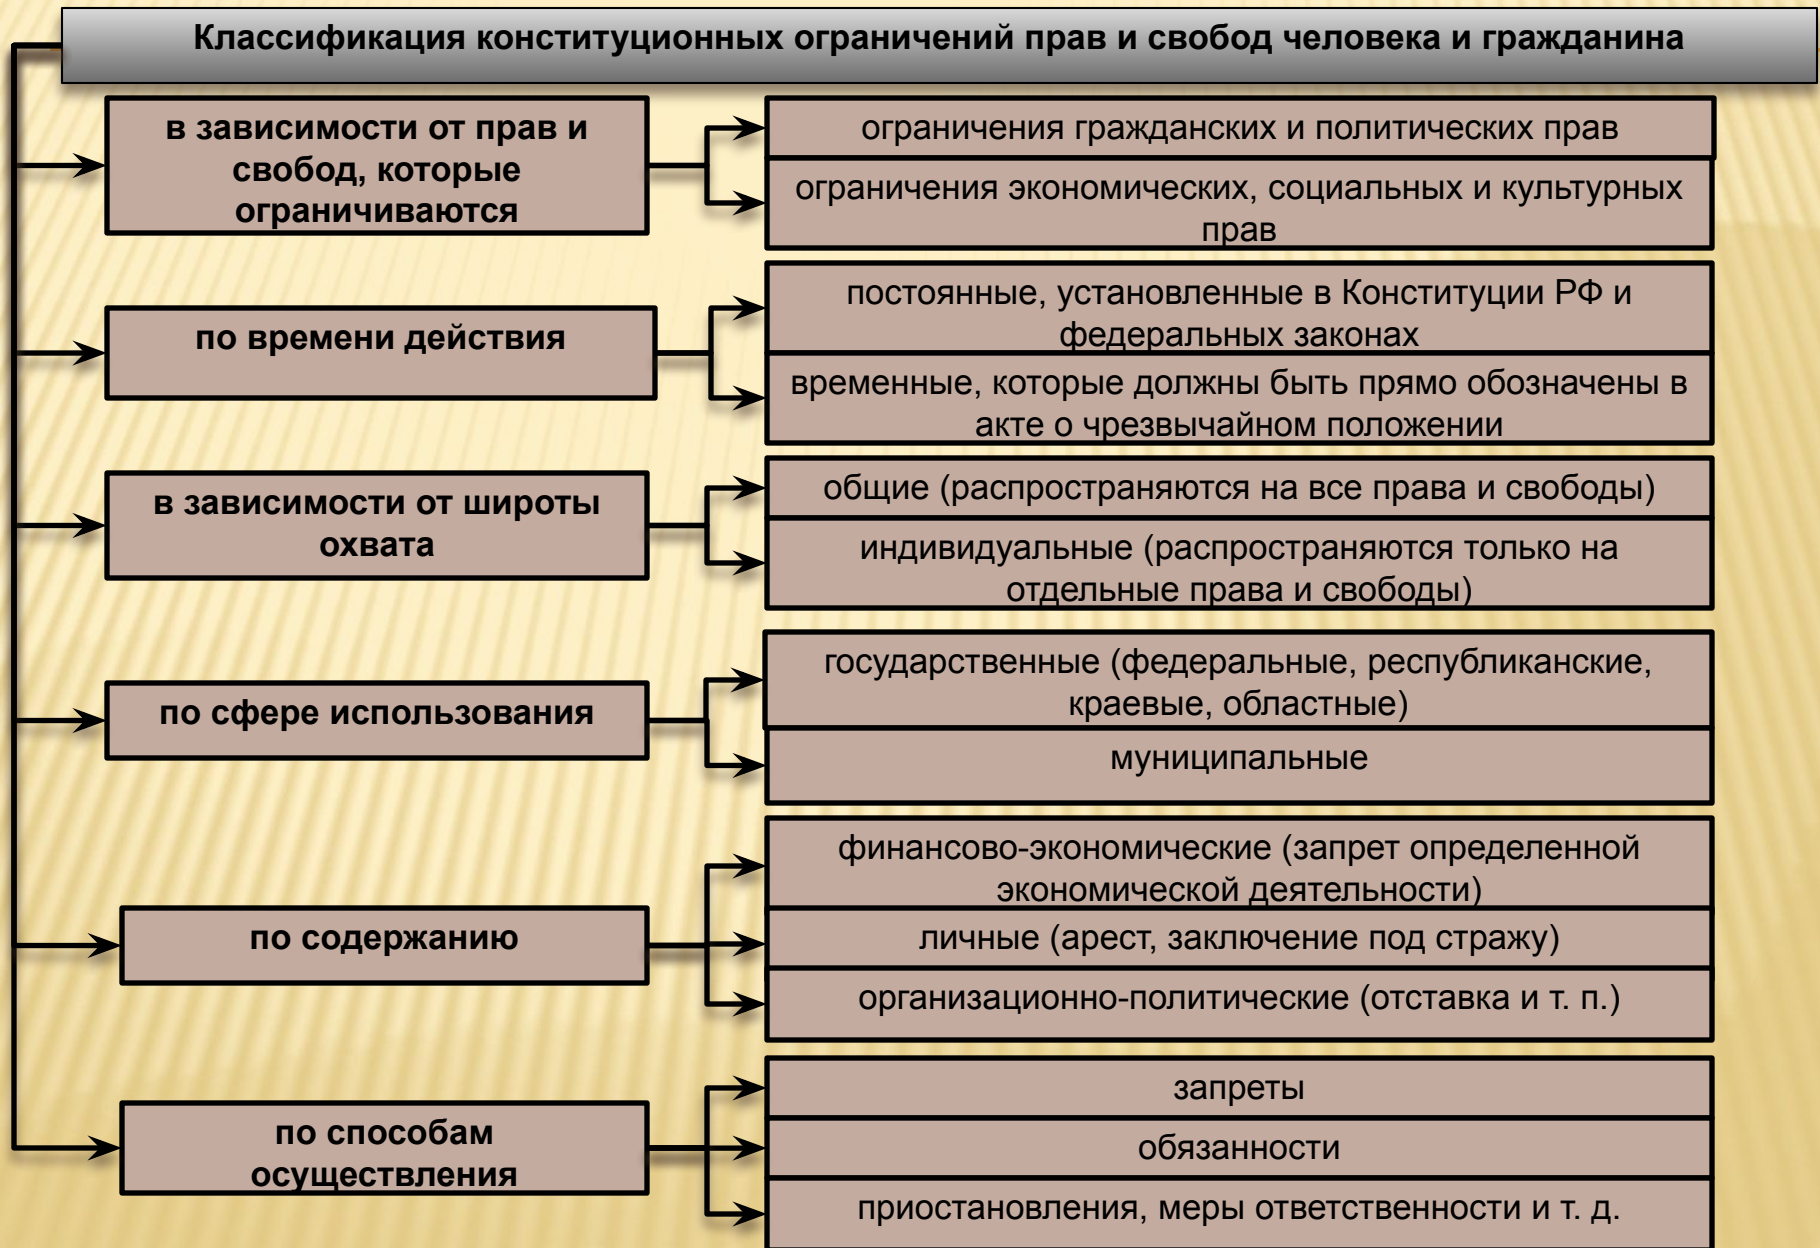 Классификация конституционных ограничений прав и свобод человека и гражданина
в зависимости от прав и
свобод, которые
ограничиваются
ограничения гражданских и политических прав
ограничения экономических, социальных и культурных
прав
по времени действия
постоянные, установленные в Конституции РФ и
федеральных законах
временные, которые должны быть прямо обозначены в
акте о чрезвычайном положении
в зависимости от широты
охвата
общие (распространяются на все права и свободы)
индивидуальные (распространяются только на
отдельные права и свободы)
по сфере использования
государственные (федеральные, республиканские,
краевые, областные)
муниципальные
по содержанию
финансово-экономические (запрет определенной
экономической деятельности)
личные (арест, заключение под стражу)
организационно-политические (отставка и т. п.)
по способам
осуществления
запреты
обязанности
приостановления, меры ответственности и т. д.